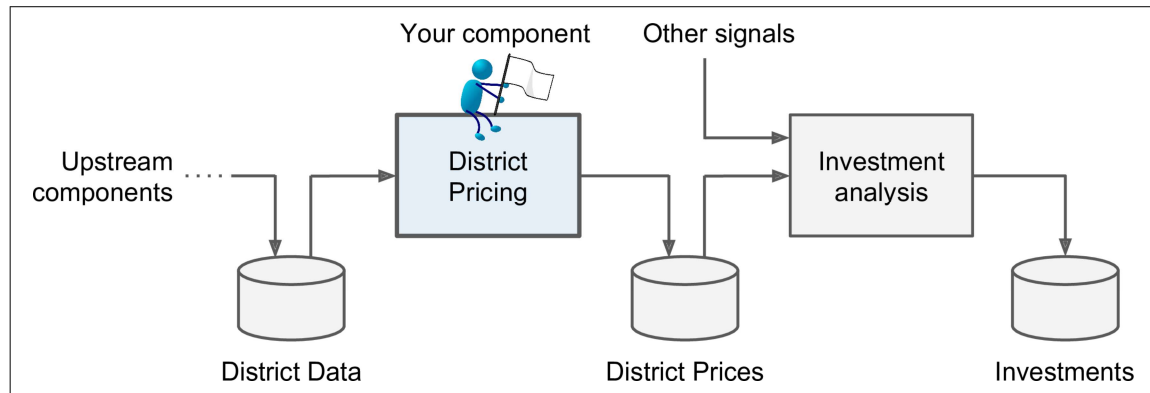 Your component
Other signals
Upstream
components
District
Pricing
Investment
analysis
District Data
District Prices
Investments